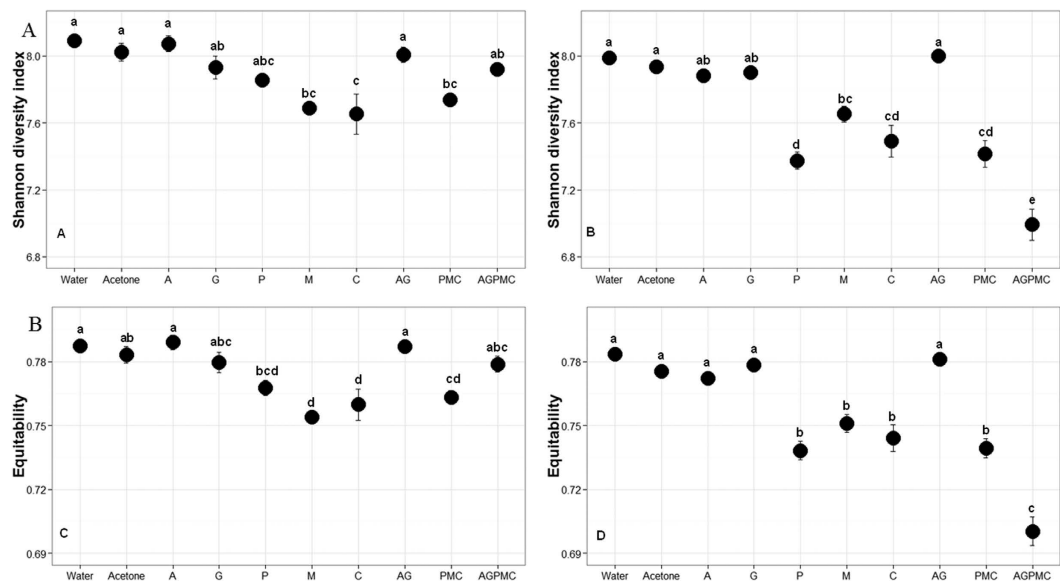 A
Shannon diversity index
8.0
7.6
7.2
6.8
a a a ab abc bc c a bc ab
A
Water Acetone A G P M C AG PMC AGPMC
Shannon diversity index
8.0
7.6
7.2
6.8
a a ab ab d bc cd a cd e
B
Water Acetone A G P M C AG PMC AGPMC
B
Equitability
0.78
0.75
0.72
0.69
a ab a abc bcd d d a cd abc
C
Water Acetone A G P M C AG PMC AGPMC
Equitability
0.78
0.75
0.72
0.69
a a a a b b b a b c
D
Water Acetone A G P M C AG PMC AGPMC